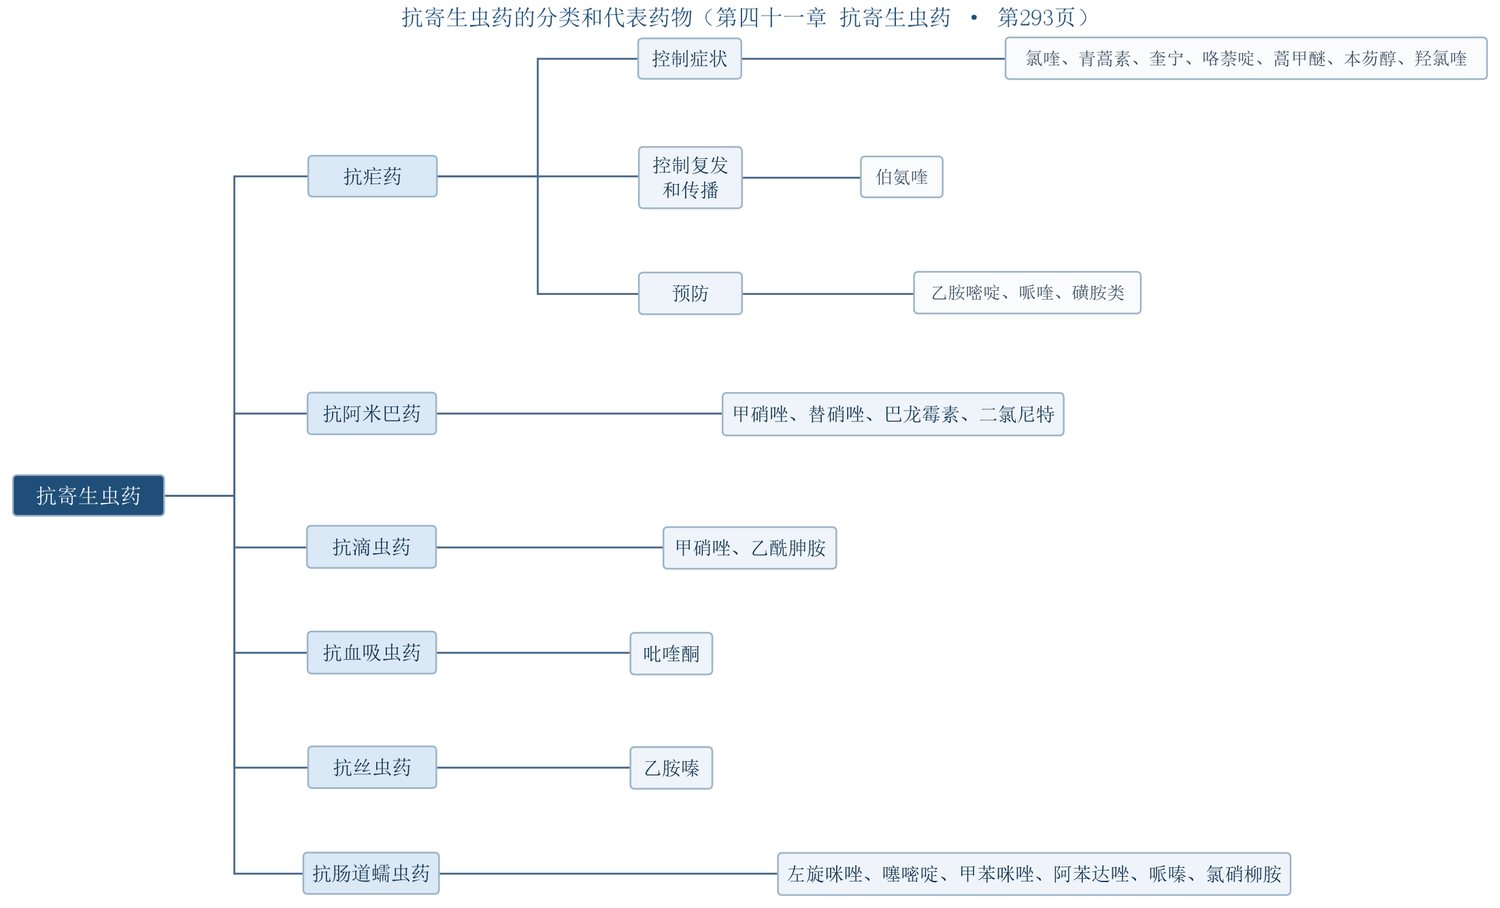 抗寄生虫药的分类和代表药物（第四十一章 抗寄生虫药 • 第293页）
控制症状
氯喹、青蒿素、奎宁、咯萘啶、蒿甲醚、本芴醇、羟氯喹
抗疟药
控制复发
和传播
伯氨喹
预防
乙胺嘧啶、哌喹、磺胺类
抗阿米巴药
甲硝唑、替硝唑、巴龙霉素、二氯尼特
抗寄生虫药
抗滴虫药
甲硝唑、乙酰胂胺
抗血吸虫药
吡喹酮
抗丝虫药
乙胺嗪
抗肠道蠕虫药
左旋咪唑、噻嘧啶、甲苯咪唑、阿苯达唑、哌嗪、氯硝柳胺